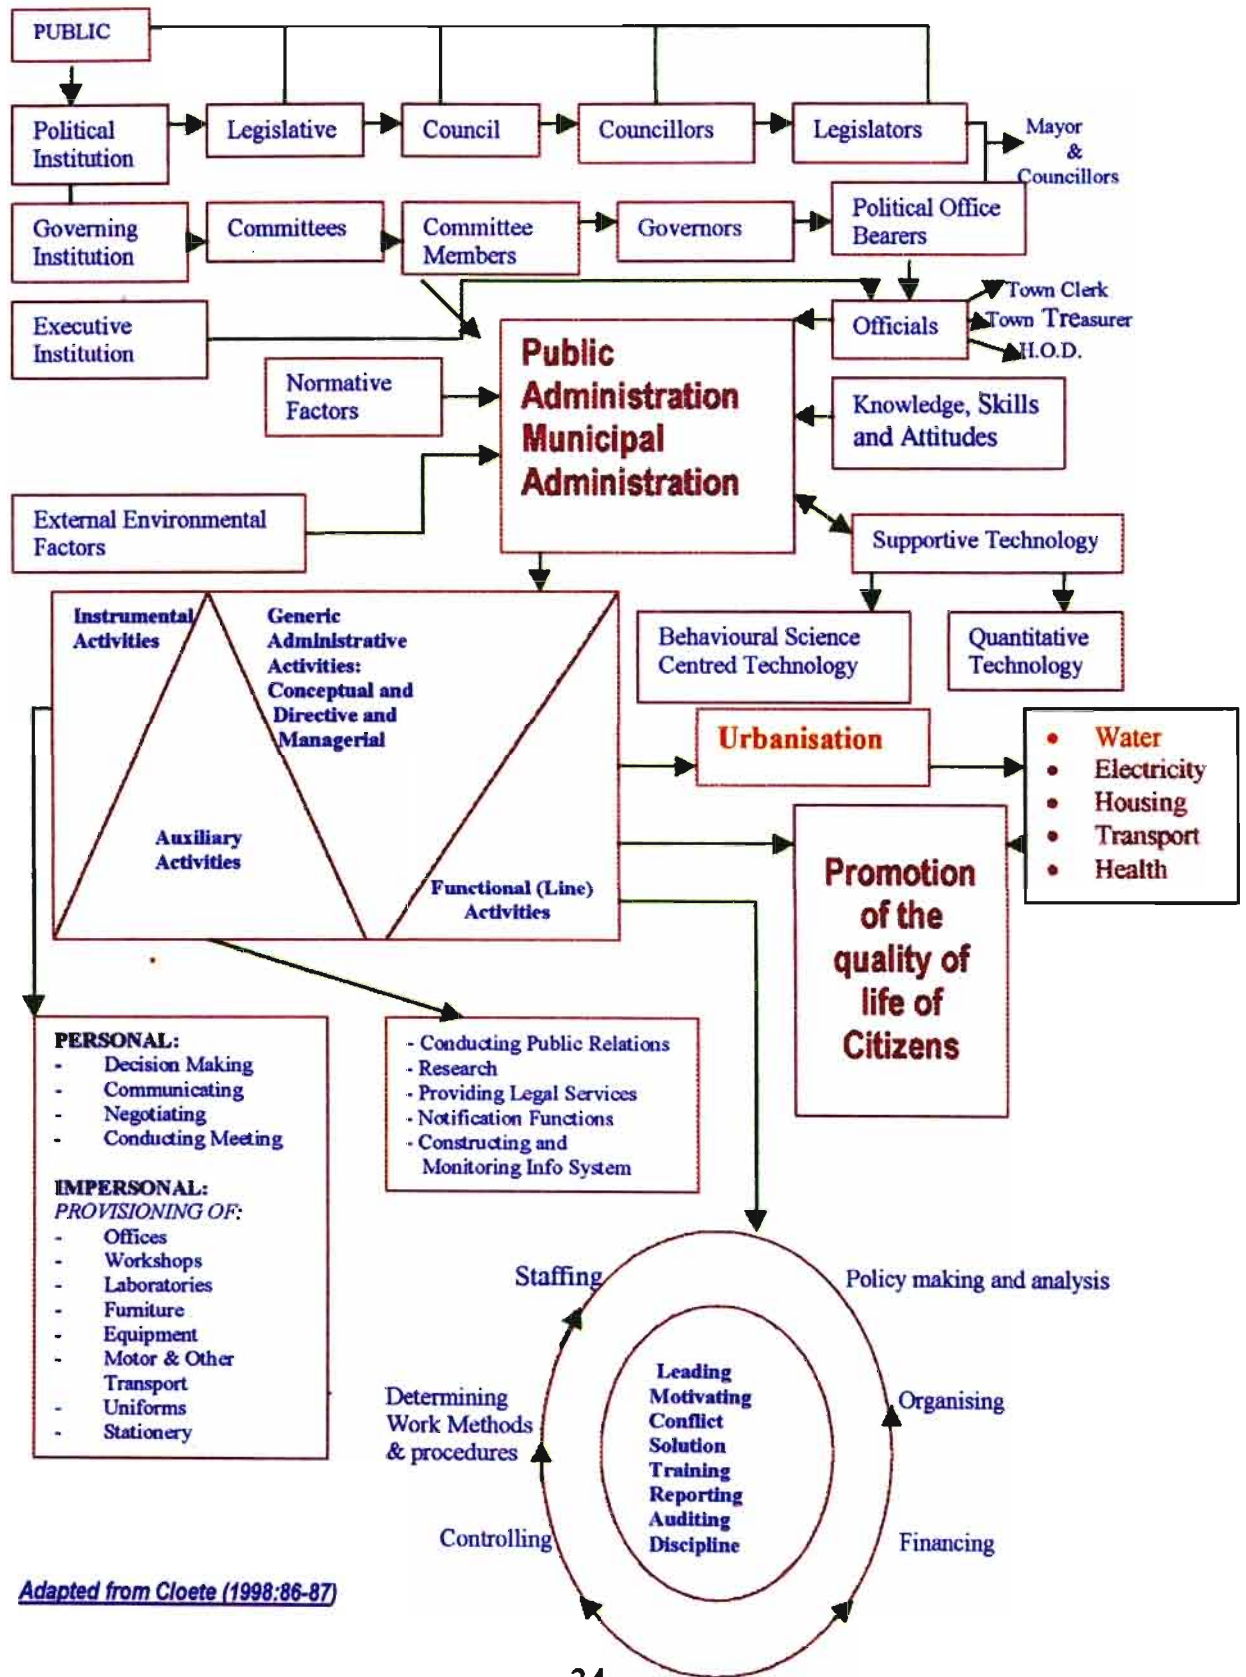 PUBLIC
Political
Institution
Legislative
Council
Councillors
Legislators
Mayor
&
Councillors
Governing
Institution
Committees
Committee
Members
Governors
Political Office
Bearers
Executive
Institution
Officials
Town Clerk
Town Treasurer
H.O.D.
Normative
Factors
Public
Administration
Municipal
Administration
Knowledge, Skills
and Attitudes
External Environmental
Factors
Supportive Technology
Behavioural Science
Centred Technology
Quantitative
Technology
Instrumental
Activities
Generic
Administrative
Activities:
Conceptual and
Directive and
Managerial
Auxiliary
Activities
Functional (Line)
Activities
Urbanisation
• Water
• Electricity
• Housing
• Transport
• Health
Promotion
of the
quality of
life of
Citizens
PERSONAL:
- Decision Making
- Communicating
- Negotiating
- Conducting Meeting
IMPERSONAL:
PROVISIONING OF:
- Offices
- Workshops
- Laboratories
- Furniture
- Equipment
- Motor & Other
Transport
- Uniforms
- Stationery
- Conducting Public Relations
- Research
- Providing Legal Services
- Notification Functions
- Constructing and
Monitoring Info System
Staffing
Policy making and analysis
Determining
Work Methods
& procedures
Organising
Controlling
Financing
Leading
Motivating
Conflict
Solution
Training
Reporting
Auditing
Discipline
Adapted from Cloete (1998:86-87)
34